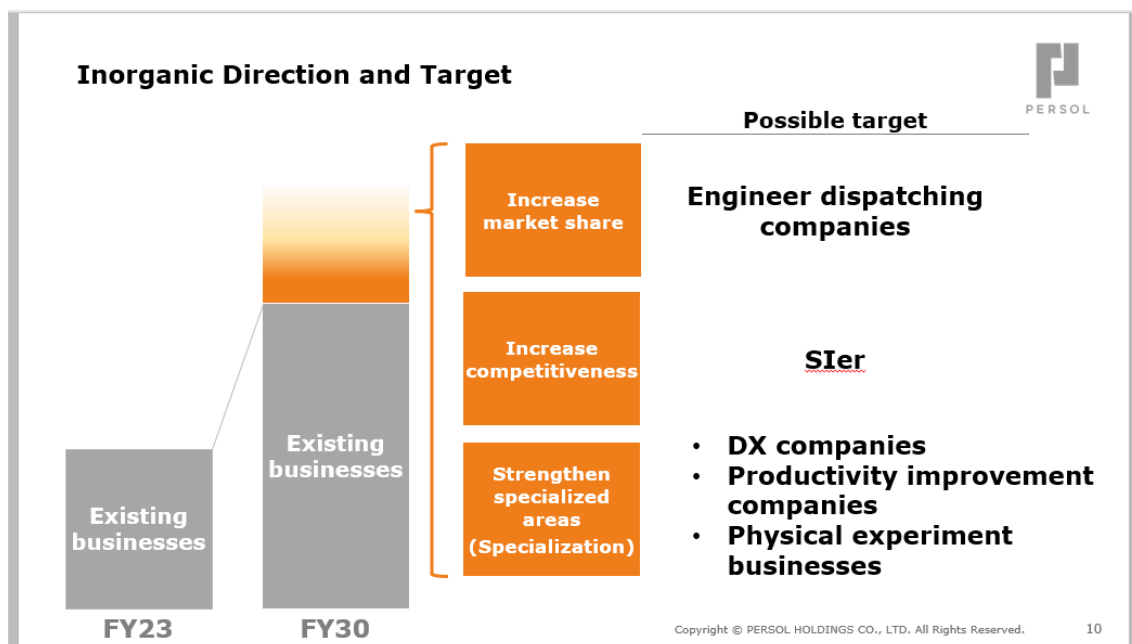 Inorganic Direction and Target
PERSOL
Possible target
Increase
market share
Engineer dispatching
companies
Increase
competitiveness
SIer
Strengthen
specialized
areas
(Specialization)
• DX companies
• Productivity improvement
companies
• Physical experiment
businesses
Existing
businesses
Existing
businesses
FY23
FY30
Copyright © PERSOL HOLDINGS CO., LTD. All Rights Reserved.
10